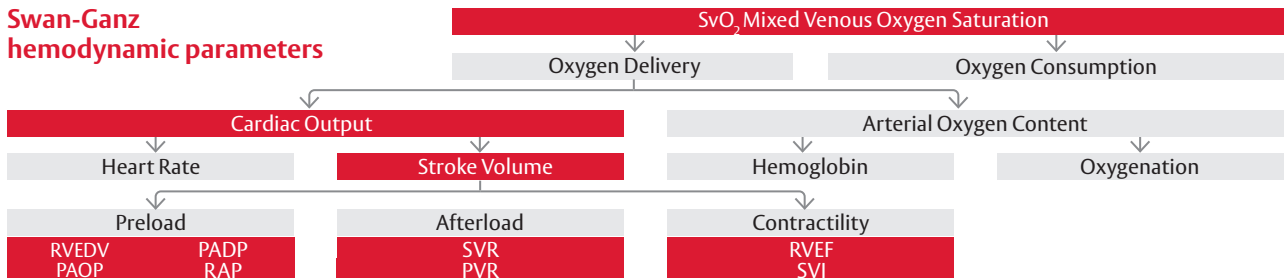 Swan-Ganz
hemodynamic parameters
SvO2 Mixed Venous Oxygen Saturation
Oxygen Delivery
Oxygen Consumption
Cardiac Output
Arterial Oxygen Content
Heart Rate
Stroke Volume
Hemoglobin
Oxygenation
Preload
Afterload
Contractility
RVEDV PADP
PAOP RAP
SVR
PVR
RVEF
SVI